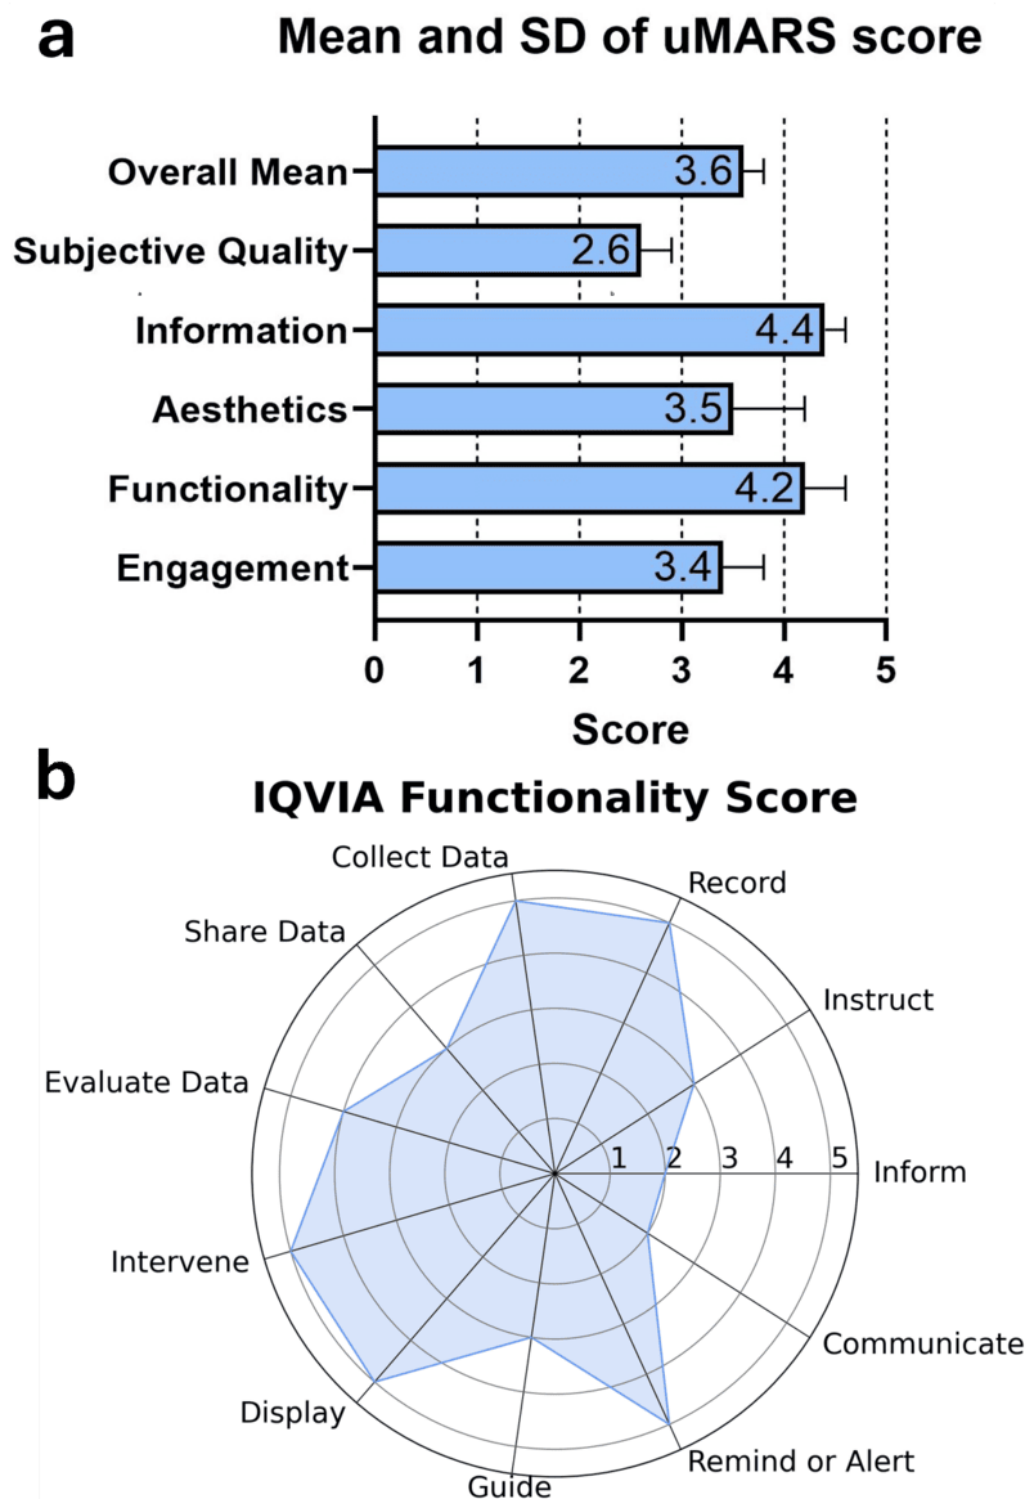 a
Mean and SD of uMARS score
Overall Mean
3.6
Subjective Quality
2.6
Information
4.4
Aesthetics
3.5
Functionality
4.2
Engagement
3.4
0 1 2 3 4 5
Score
b
IQVIA Functionality Score
Collect Data
Record
Share Data
Instruct
Evaluate Data
1 2 3 4 5
Inform
Intervene
Communicate
Display
Remind or Alert
Guide